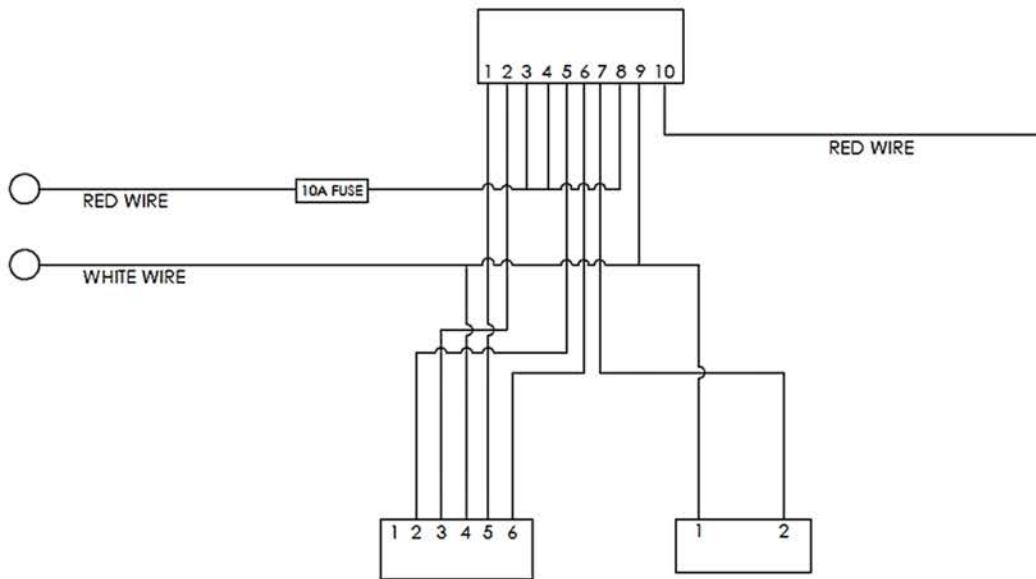 1 2 3 4 5 6 7 8 9 10
RED WIRE
10A FUSE
RED WIRE
WHITE WIRE
1 2 3 4 5 6
1 2